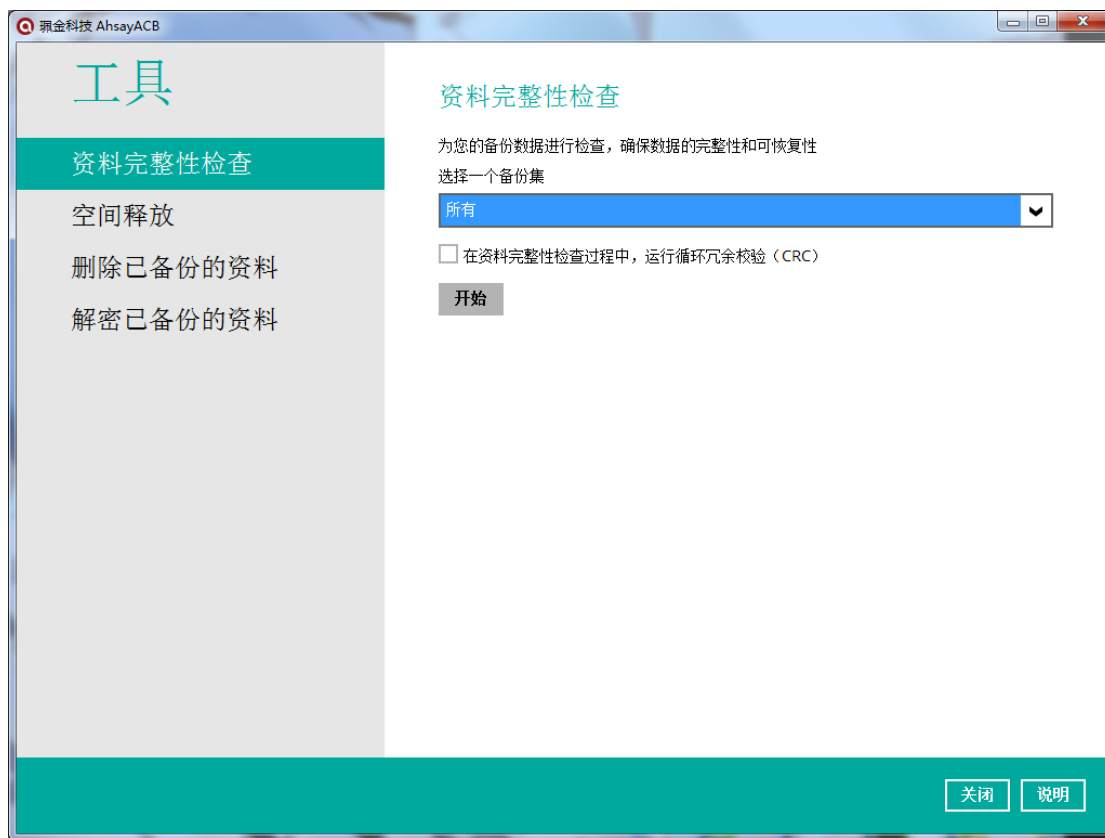 珮金科技 AhsayACB
工具
资料完整性检查
空间释放
删除已备份的资料
解密已备份的资料
资料完整性检查
为您的备份数据进行检查，确保数据的完整性和可恢复性
选择一个备份集
所有
在资料完整性检查过程中，运行循环冗余校验（CRC）
开始
关闭
说明